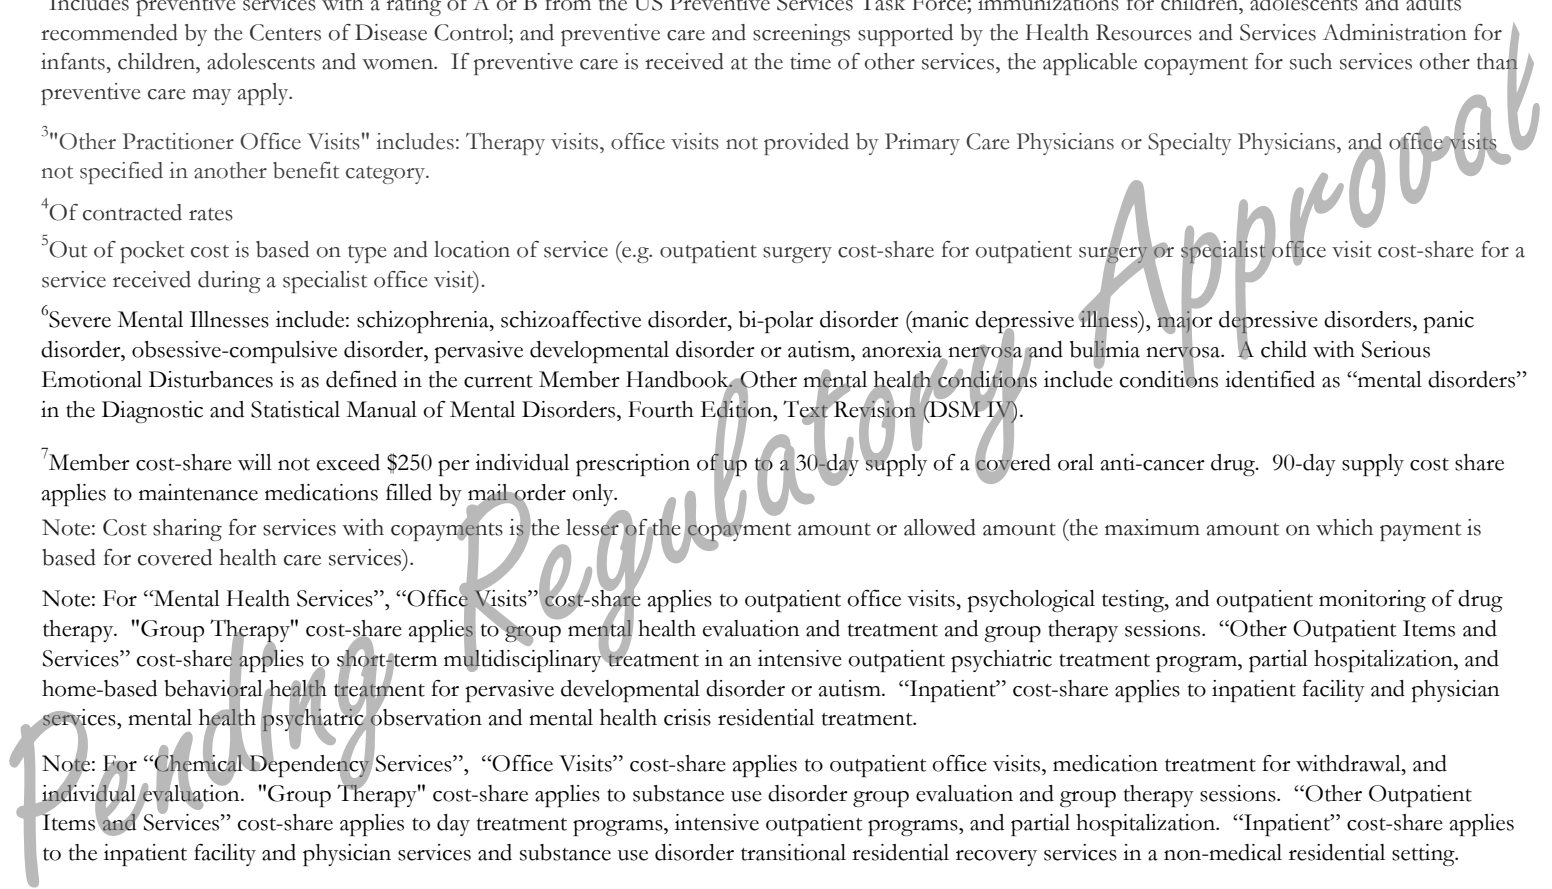 Includes preventive services with a rating of A or B from the US Preventive Services Task Force; immunizations for children, adolescents and adults
recommended by the Centers of Disease Control; and preventive care and screenings supported by the Health Resources and Services Administration for
infants, children, adolescents and women.  If preventive care is received at the time of other services, the applicable copayment for such services other than
preventive care may apply.
3"Other Practitioner Office Visits" includes: Therapy visits, office visits not provided by Primary Care Physicians or Specialty Physicians, and office visits
not specified in another benefit category.
4Of contracted rates
5Out of pocket cost is based on type and location of service (e.g. outpatient surgery cost-share for outpatient surgery or specialist office visit cost-share for a
service received during a specialist office visit).
6Severe Mental Illnesses include: schizophrenia, schizoaffective disorder, bi-polar disorder (manic depressive illness), major depressive disorders, panic
disorder, obsessive-compulsive disorder, pervasive developmental disorder or autism, anorexia nervosa and bulimia nervosa.  A child with Serious
Emotional Disturbances is as defined in the current Member Handbook. Other mental health conditions include conditions identified as “mental disorders”
in the Diagnostic and Statistical Manual of Mental Disorders, Fourth Edition, Text Revision (DSM IV).
7Member cost-share will not exceed $250 per individual prescription of up to a 30-day supply of a covered oral anti-cancer drug.  90-day supply cost share
applies to maintenance medications filled by mail order only.
Note: Cost sharing for services with copayments is the lesser of the copayment amount or allowed amount (the maximum amount on which payment is
based for covered health care services).
Note: For “Mental Health Services”, “Office Visits” cost-share applies to outpatient office visits, psychological testing, and outpatient monitoring of drug
therapy.  "Group Therapy" cost-share applies to group mental health evaluation and treatment and group therapy sessions.  “Other Outpatient Items and
Services” cost-share applies to short-term multidisciplinary treatment in an intensive outpatient psychiatric treatment program, partial hospitalization, and
home-based behavioral health treatment for pervasive developmental disorder or autism.  “Inpatient” cost-share applies to inpatient facility and physician
services, mental health psychiatric observation and mental health crisis residential treatment.
Note: For “Chemical Dependency Services”,  “Office Visits” cost-share applies to outpatient office visits, medication treatment for withdrawal, and
individual evaluation.  "Group Therapy" cost-share applies to substance use disorder group evaluation and group therapy sessions.  “Other Outpatient
Items and Services” cost-share applies to day treatment programs, intensive outpatient programs, and partial hospitalization.  “Inpatient” cost-share applies
to the inpatient facility and physician services and substance use disorder transitional residential recovery services in a non-medical residential setting.
Pending Regulatory Approval